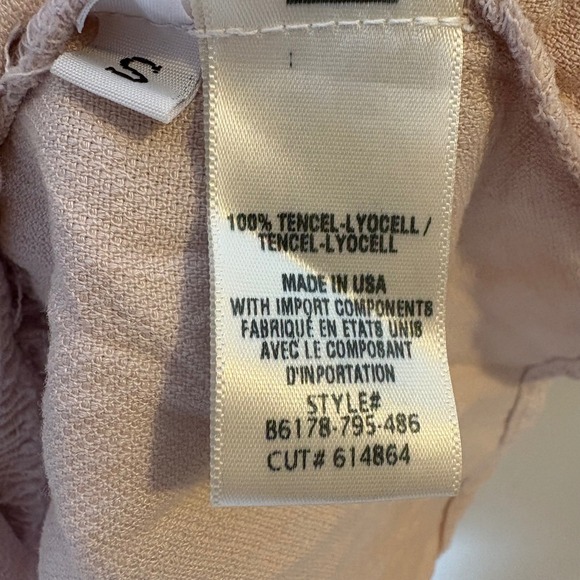 S
100% TENCEL-LYOCELL /
TENCEL-LYOCELL
MADE IN USA
WITH IMPORT COMPONENTS
FABRIQUÉ EN ETATS UNIS
AVEC LE COMPOSANT
D'INPORTATION
STYLE#
B6178-795-486
CUT# 614864